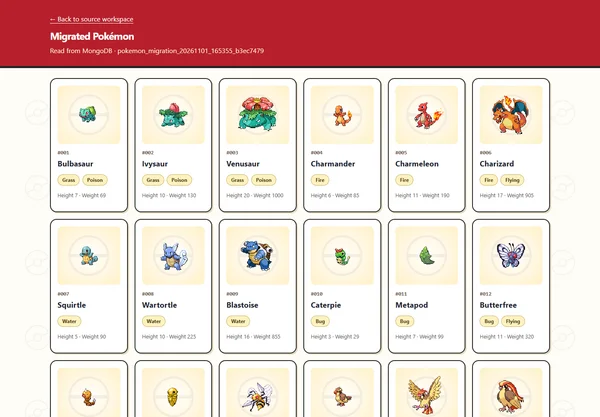 ← Back to source workspace
Migrated Pokémon
Read from MongoDB · pokemon_migration_20261101_165355_b3ec7479
#001
Bulbasaur
Grass Poison
Height 7 · Weight 69
#002
Ivysaur
Grass Poison
Height 10 · Weight 130
#003
Venusaur
Grass Poison
Height 20 · Weight 1000
#004
Charmander
Fire
Height 6 · Weight 85
#005
Charmeleon
Fire
Height 11 · Weight 190
#006
Charizard
Fire Flying
Height 17 · Weight 905
#007
Squirtle
Water
Height 5 · Weight 90
#008
Wartortle
Water
Height 10 · Weight 225
#009
Blastoise
Water
Height 16 · Weight 855
#010
Caterpie
Bug
Height 3 · Weight 29
#011
Metapod
Bug
Height 7 · Weight 99
#012
Butterfree
Bug Flying
Height 11 · Weight 320